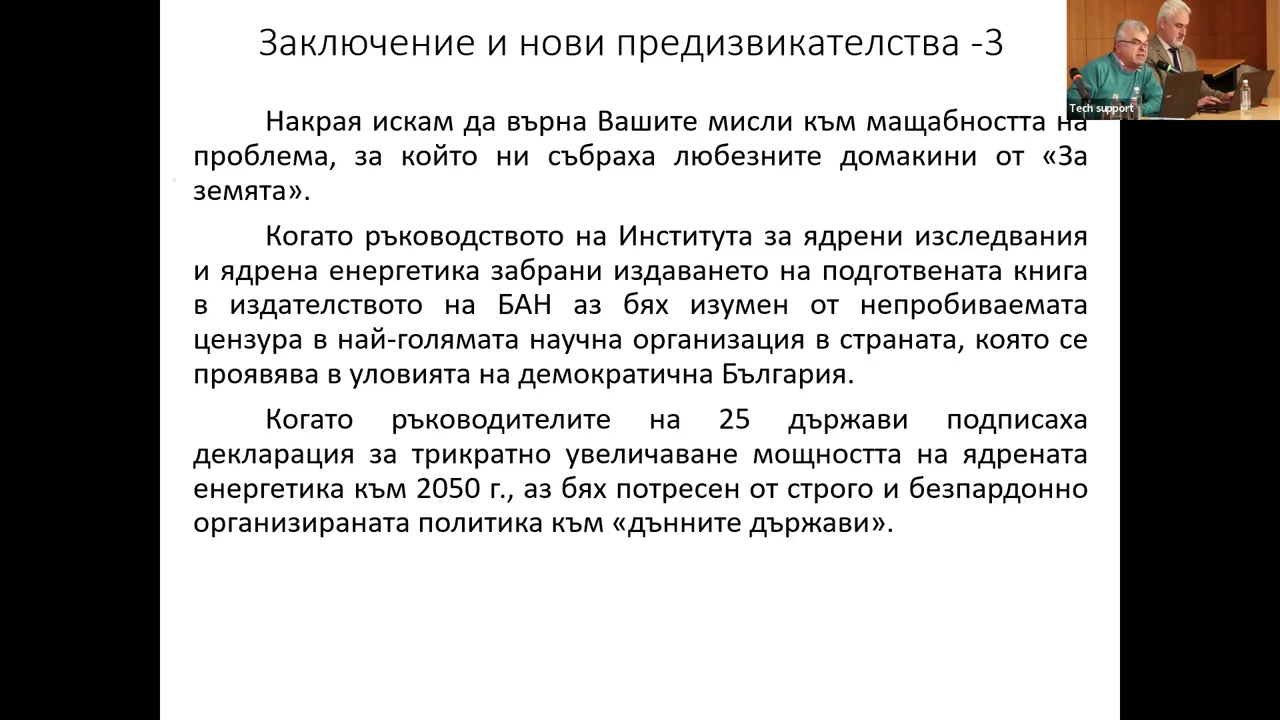 Заключение и нови предизвикателства -3
Tech support
Накрая искам да върна Вашите мисли към мащабността на
проблема, за който ни събраха любезните домакини от «За
земята».
Когато ръководството на Института за ядрени изследвания
и ядрена енергетика забрани издаването на подготвената книга
в издателството на БАН аз бях изумен от непробиваемата
цензура в най-голямата научна организация в страната, която се
проявява в уловията на демократична България.
Когато ръководителите на 25 държави подписаха
декларация за трикратно увеличаване мощността на ядрената
енергетика към 2050 г., аз бях потресен от строго и безпардонно
организираната политика към «дънните държави».